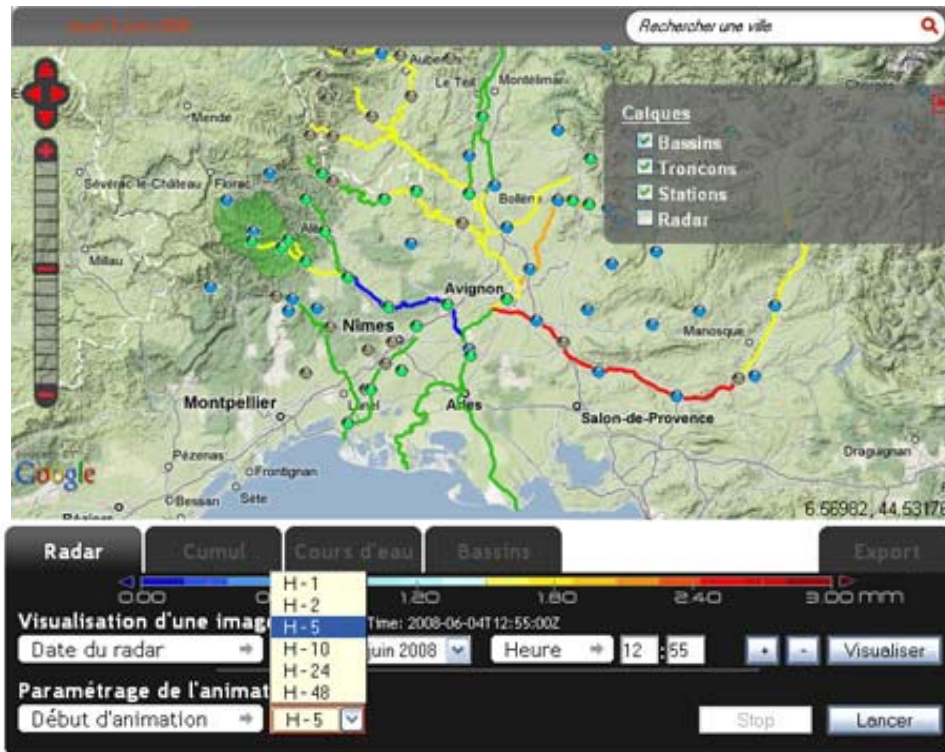 Rechercher une ville
Aubenas
Le Teil
Montélimar
Mende
Calques
Bassins
Troncons
Stations
Radar
Sévérac-le-Château
Florac
Bollène
Alès
Millau
Avignon
Nîmes
Manosque
Montpellier
Lunel
Arles
Salon-de-Provence
Pézenas
Draguignan
Frontignan
Google
Bessan
Sète
6.56982, 44.53176
Radar
Cumul
Cours d'eau
Bassins
Export
0.00
1.20
1.80
2.40
3.00 mm
H-1
H-2
H-5
H-10
H-24
H-48
Visualisation d'une imag
Time: 2008-06-04T12:55:00Z
Date du radar
juin 2008
Heure
12 :55
+
-
Visualiser
Paramétrage de l'animat
Début d'animation
H-5
Stop
Lancer